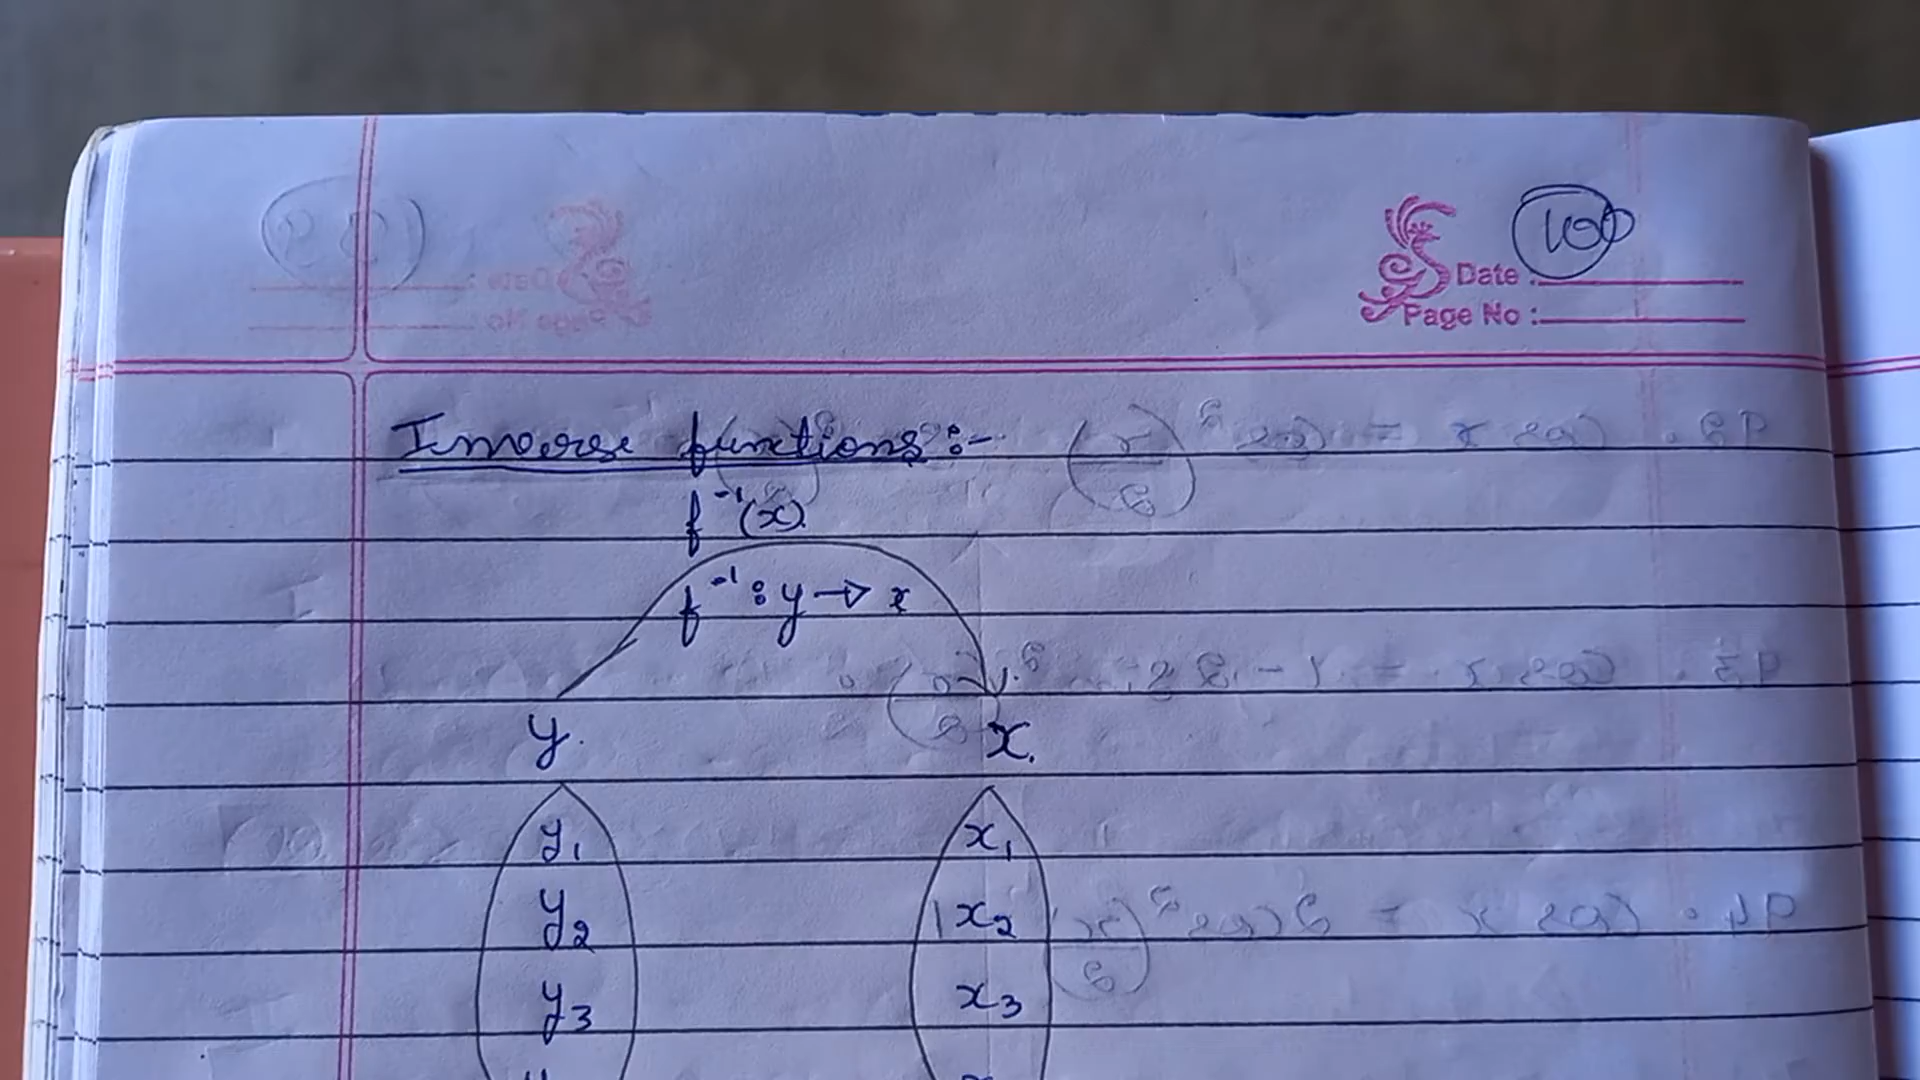 100
Date :
Page No :
Inverse functions :-
f⁻¹(x)
f⁻¹ : y → x
y. x.
y₁ x₁
y₂ x₂
y₃ x₃